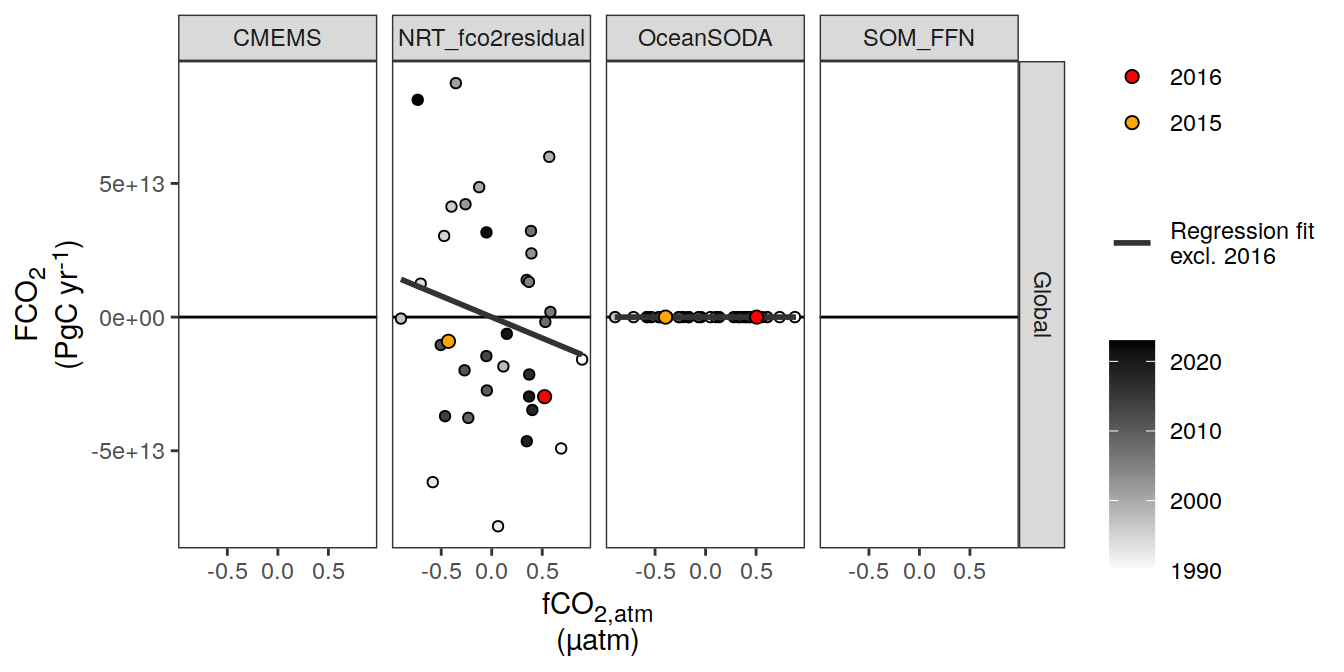 CMEMS NRT_fco2residual OceanSODA SOM_FFN
FCO2
(PgC yr-1)
5e+13
0e+00
-5e+13
Global
-0.5 0.0 0.5 -0.5 0.0 0.5 -0.5 0.0 0.5 -0.5 0.0 0.5
fCO2,atm
(µatm)
2016
2015
Regression fit
excl. 2016
2020
2010
2000
1990